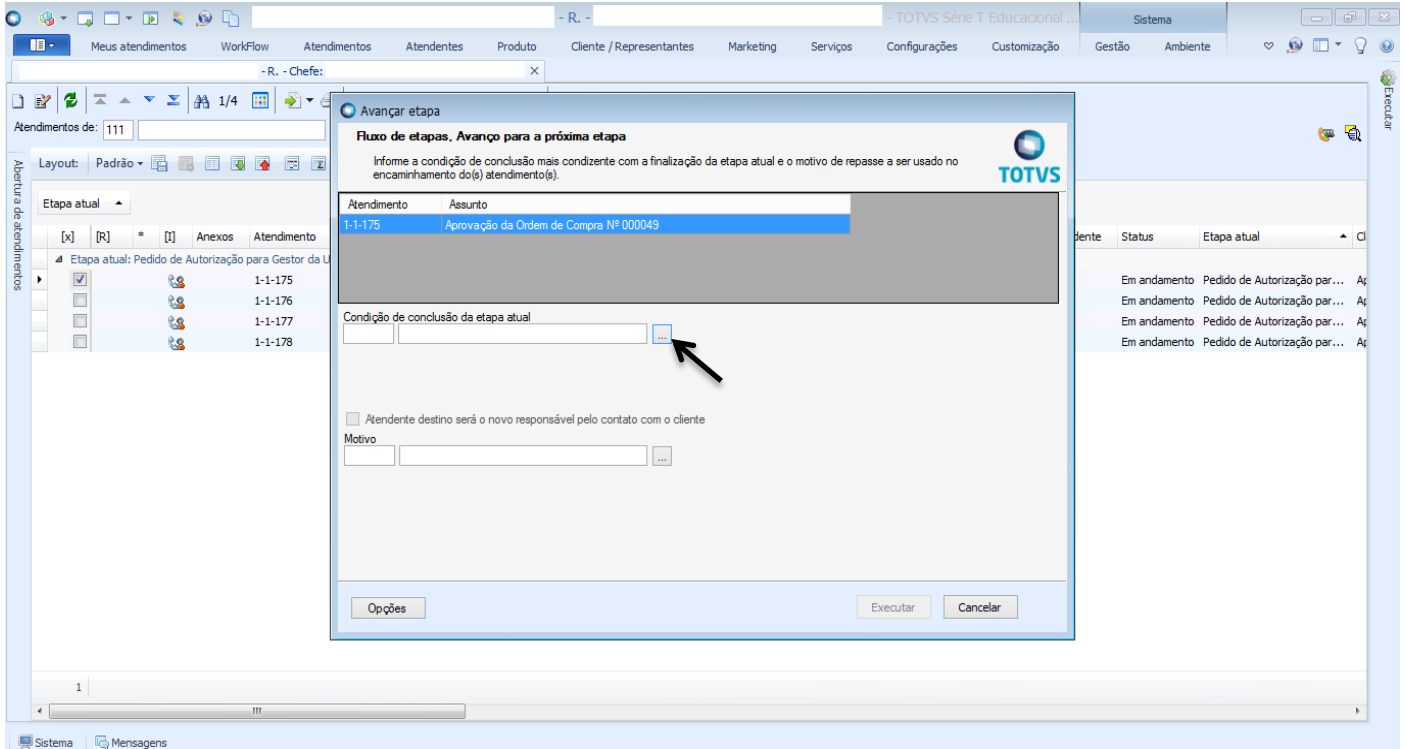 - R. -
- TOTVS Série T Educacional ...
Sistema
Meus atendimentos WorkFlow Atendimentos Atendentes Produto Cliente / Representantes Marketing Serviços Configurações Customização Gestão Ambiente
- R. - Chefe:
1/4
Executar
Atendimentos de: 111
Abertura de atendimentos
Layout: Padrão
Etapa atual
[x] [R] * [I] Anexos Atendimento
dente Status Etapa atual Cl
Etapa atual: Pedido de Autorização para Gestor da U
1-1-175 Em andamento Pedido de Autorização par... Ap
1-1-176 Em andamento Pedido de Autorização par... Ap
1-1-177 Em andamento Pedido de Autorização par... Ap
1-1-178 Em andamento Pedido de Autorização par... Ap
Avançar etapa
Fluxo de etapas, Avanço para a próxima etapa
Informe a condição de conclusão mais condizente com a finalização da etapa atual e o motivo de repasse a ser usado no
encaminhamento do(s) atendimento(s).
TOTVS
Atendimento Assunto
1-1-175 Aprovação da Ordem de Compra Nº 000049
Condição de conclusão da etapa atual
...
Atendente destino será o novo responsável pelo contato com o cliente
Motivo
...
Opções Executar Cancelar
1
Sistema Mensagens